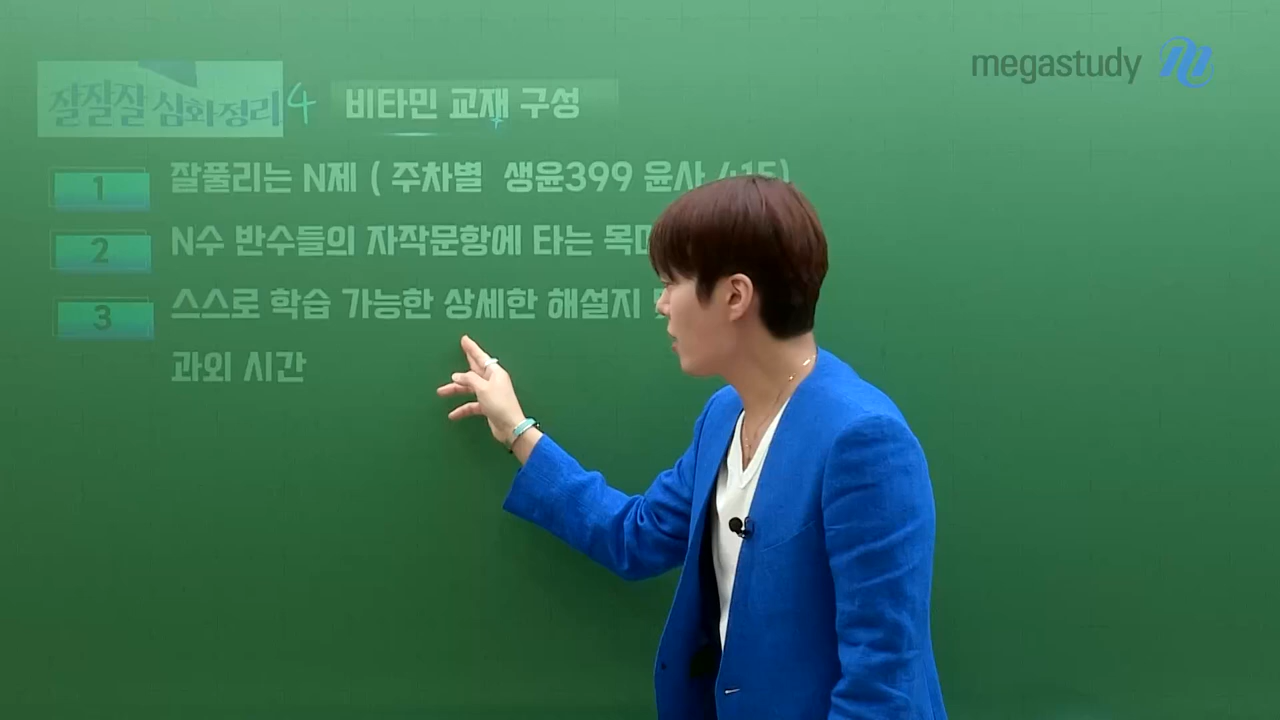 megastudy
잘잘잘 심화정리 4 비타민 교재 구성
1 잘풀리는 N제 ( 주차별 생윤399 윤사 415)
2 N수 반수들의 자작문항에 타는
3 스스로 학습 가능한 상세한 해설지
과외 시간